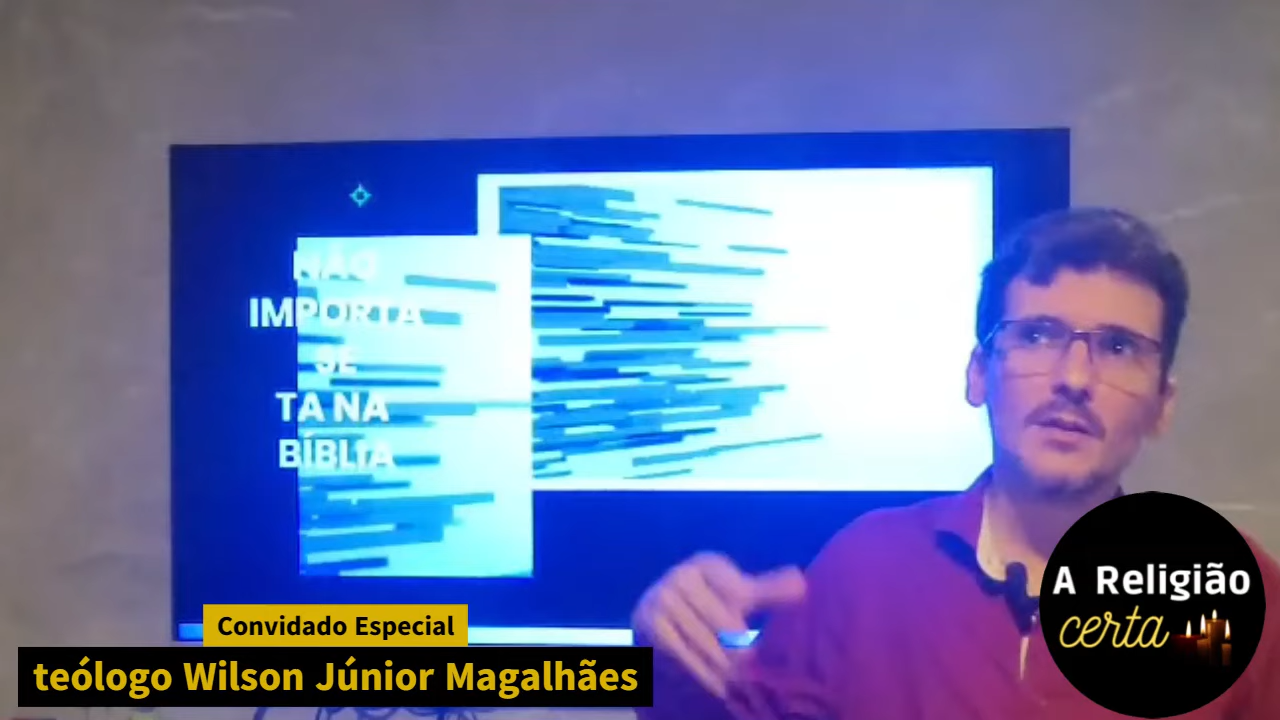 NÃO
IMPORTA
SE
TA NA
BÍBLIA
Convidado Especial
teólogo Wilson Júnior Magalhães
A Religião
certa